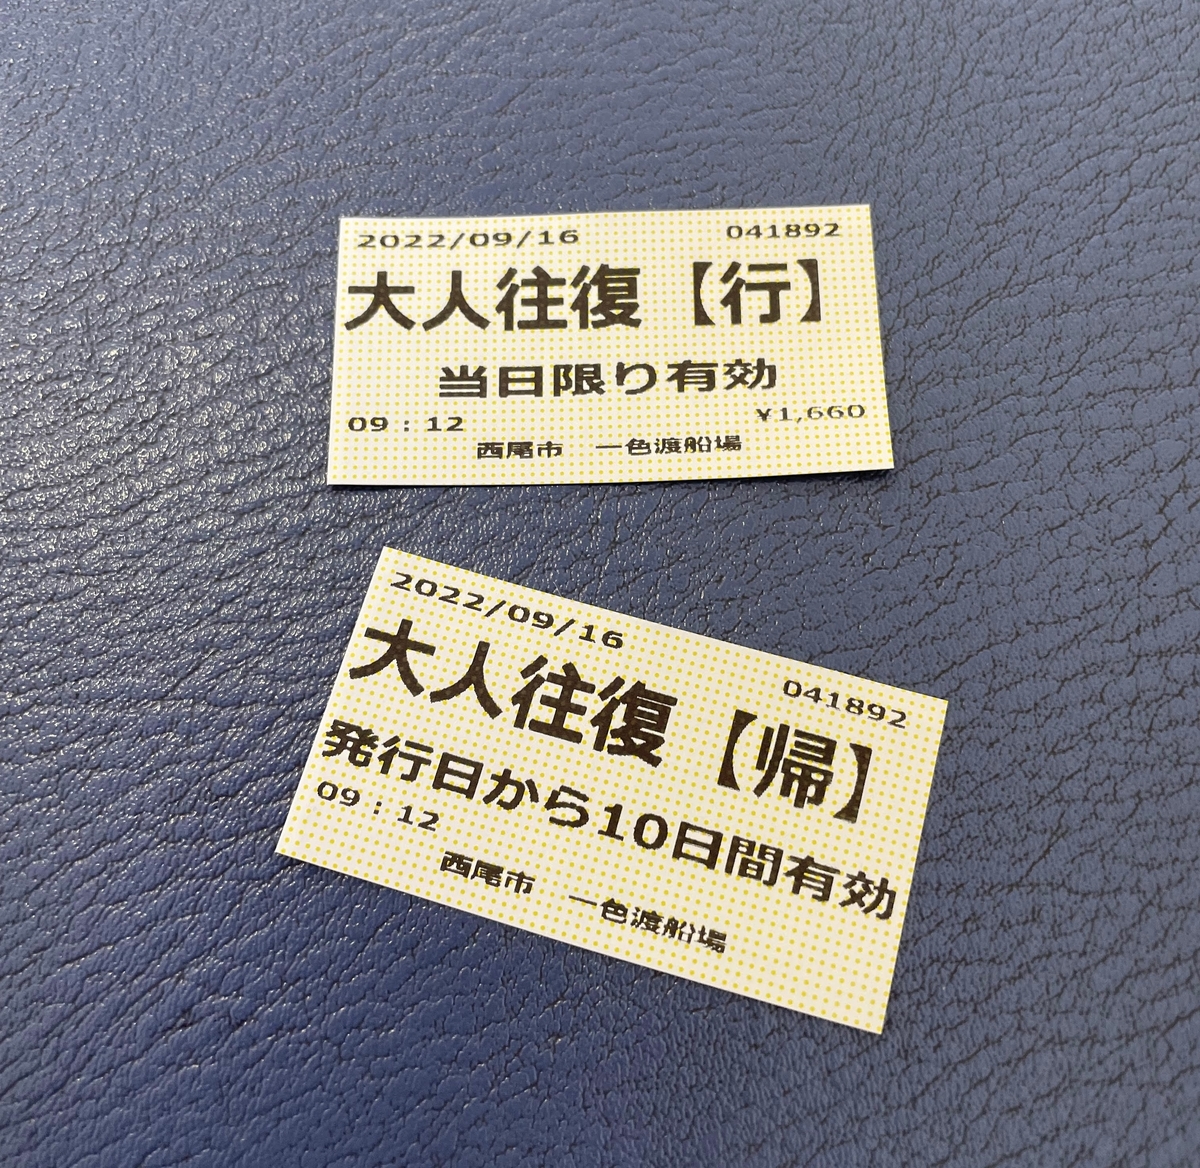 2022/09/16 041892
大人往復【行】
当日限り有効
09:12 ¥1,660
西尾市 一色渡船場
2022/09/16 041892
大人往復【帰】
発行日から10日間有効
09:12
西尾市 一色渡船場